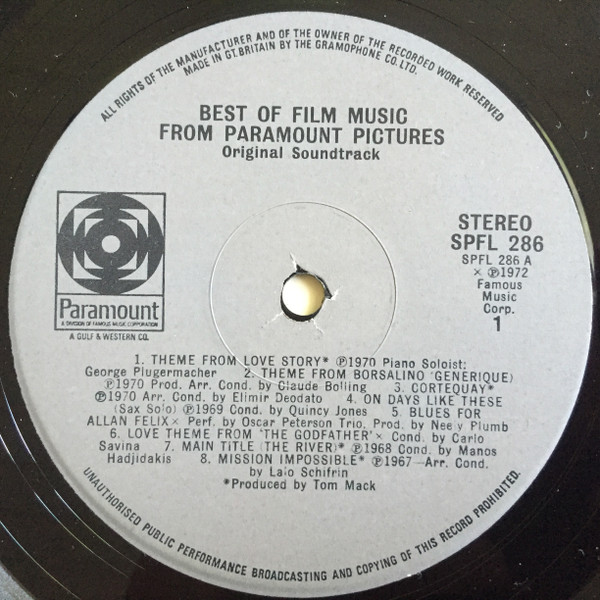 ALL RIGHTS OF THE MANUFACTURER AND OF THE OWNER OF THE RECORDED WORK RESERVED
MADE IN GT. BRITAIN BY THE GRAMOPHONE CO. LTD.
BEST OF FILM MUSIC
FROM PARAMOUNT PICTURES
Original Soundtrack
Paramount
A DIVISION OF FAMOUS MUSIC CORPORATION
A GULF & WESTERN CO.
STEREO
SPFL 286
SPFL 286 A
× ℗1972
Famous
Music
Corp.
1
1. THEME FROM LOVE STORY* ℗1970 Piano Soloist:
George Plugermacher 2. THEME FROM BORSALINO (GENERIQUE)
℗1970 Prod. Arr. Cond. by Claude Bolling 3. CORTEQUAY*
℗1970 Arr. Cond. by Elimir Deodato 4. ON DAYS LIKE THESE
(Sax Solo) ℗1969 Cond. by Quincy Jones 5. BLUES FOR
ALLAN FELIX× Perf. by Oscar Peterson Trio, Prod. by Neely Plumb
6. LOVE THEME FROM 'THE GODFATHER'× Cond. by Carlo
Savina 7. MAIN TITLE (THE RIVER)* ℗1968 Cond. by Manos
Hadjidakis 8. MISSION IMPOSSIBLE* ℗1967 Arr. Cond.
by Lalo Schifrin
*Produced by Tom Mack
UNAUTHORISED PUBLIC PERFORMANCE BROADCASTING AND COPYING OF THIS RECORD PROHIBITED.